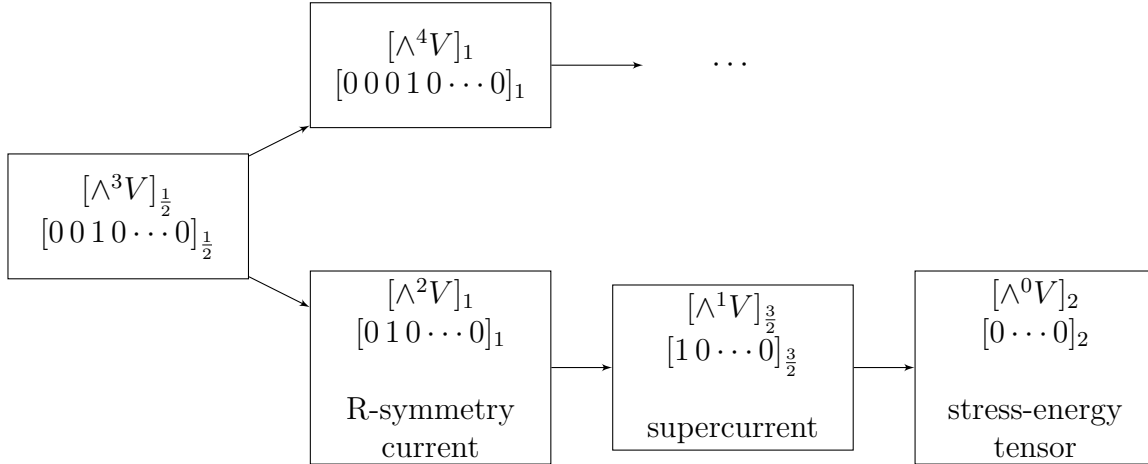 [∧⁴V]₁
[0 0 0 1 0 ⋯ 0]₁
⋯
[∧³V]_{1/2}
[0 0 1 0 ⋯ 0]_{1/2}
[∧²V]₁
[0 1 0 ⋯ 0]₁
R-symmetry
current
[∧¹V]_{3/2}
[1 0 ⋯ 0]_{3/2}
supercurrent
[∧⁰V]₂
[0 ⋯ 0]₂
stress-energy
tensor